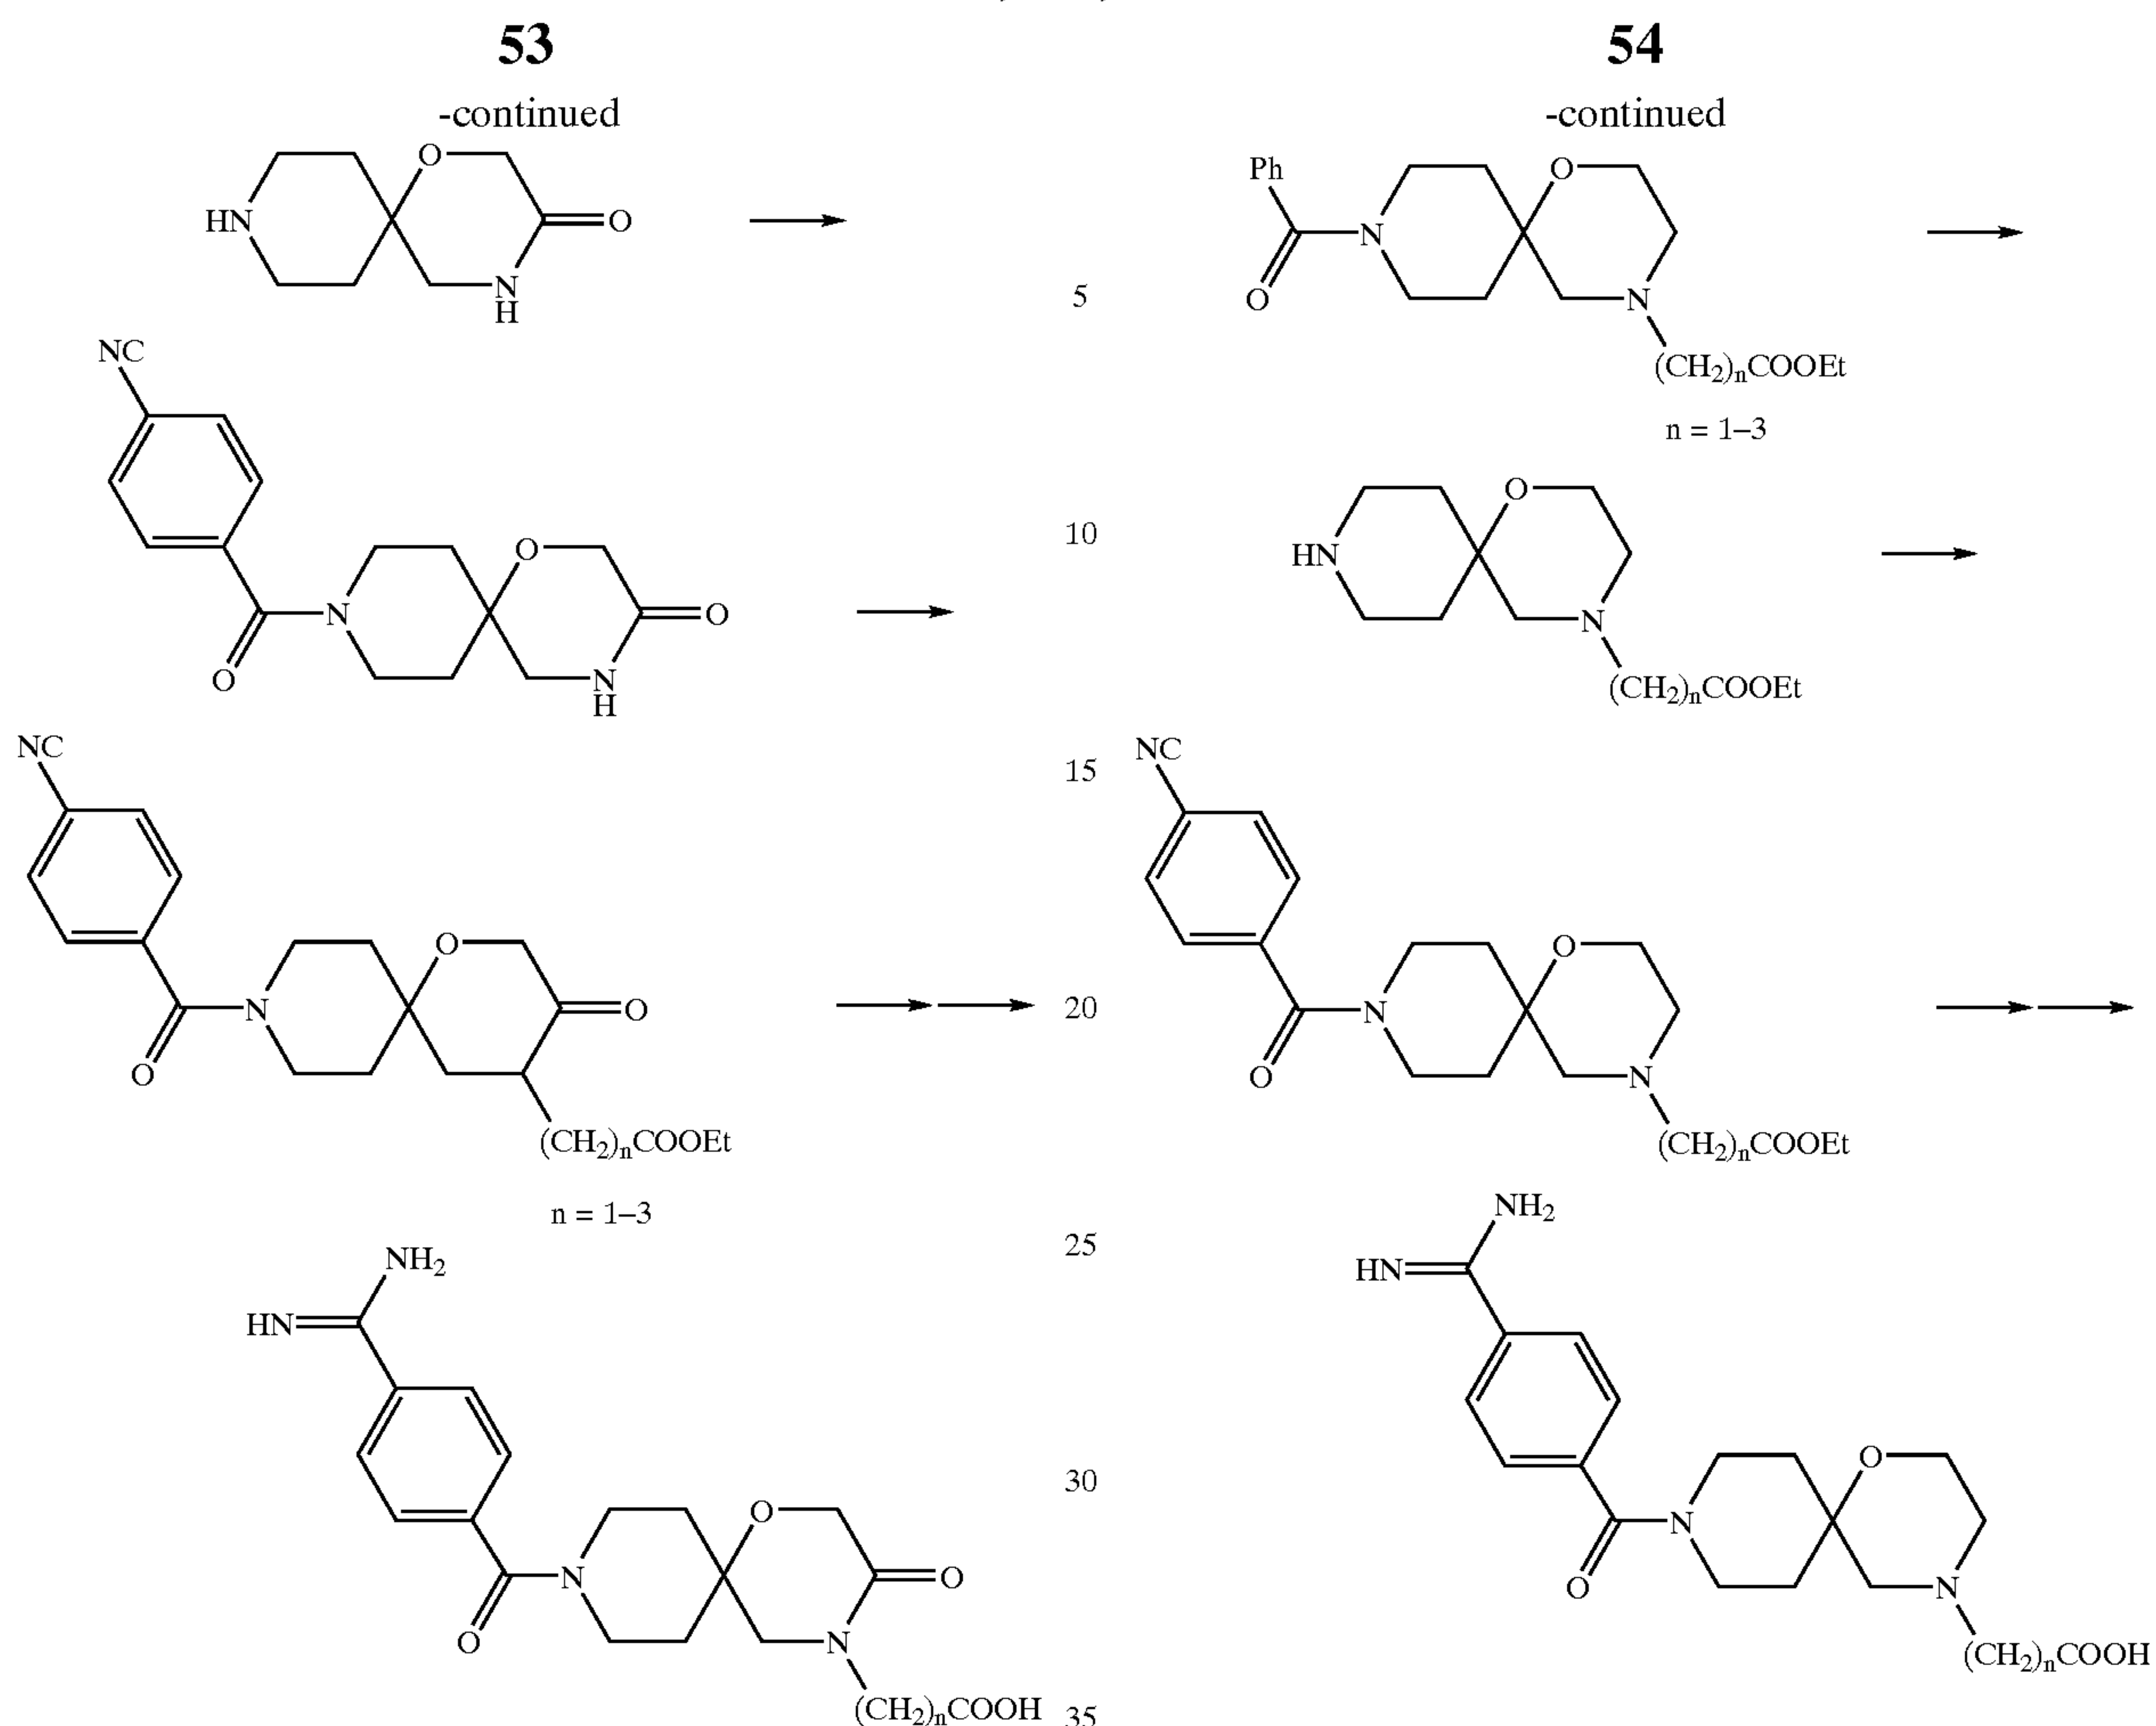 53
-continued
O
HN
O
N
H
NC
O
N
O
O
N
H
NC
O
N
O
O
(CH2)nCOOEt
n = 1–3
NH2
HN
O
N
O
O
N
(CH2)nCOOH
5
10
15
20
25
30
35
54
-continued
Ph
O
N
O
N
(CH2)nCOOEt
n = 1–3
O
HN
N
(CH2)nCOOEt
NC
O
N
O
N
(CH2)nCOOEt
NH2
HN
O
N
O
N
(CH2)nCOOH